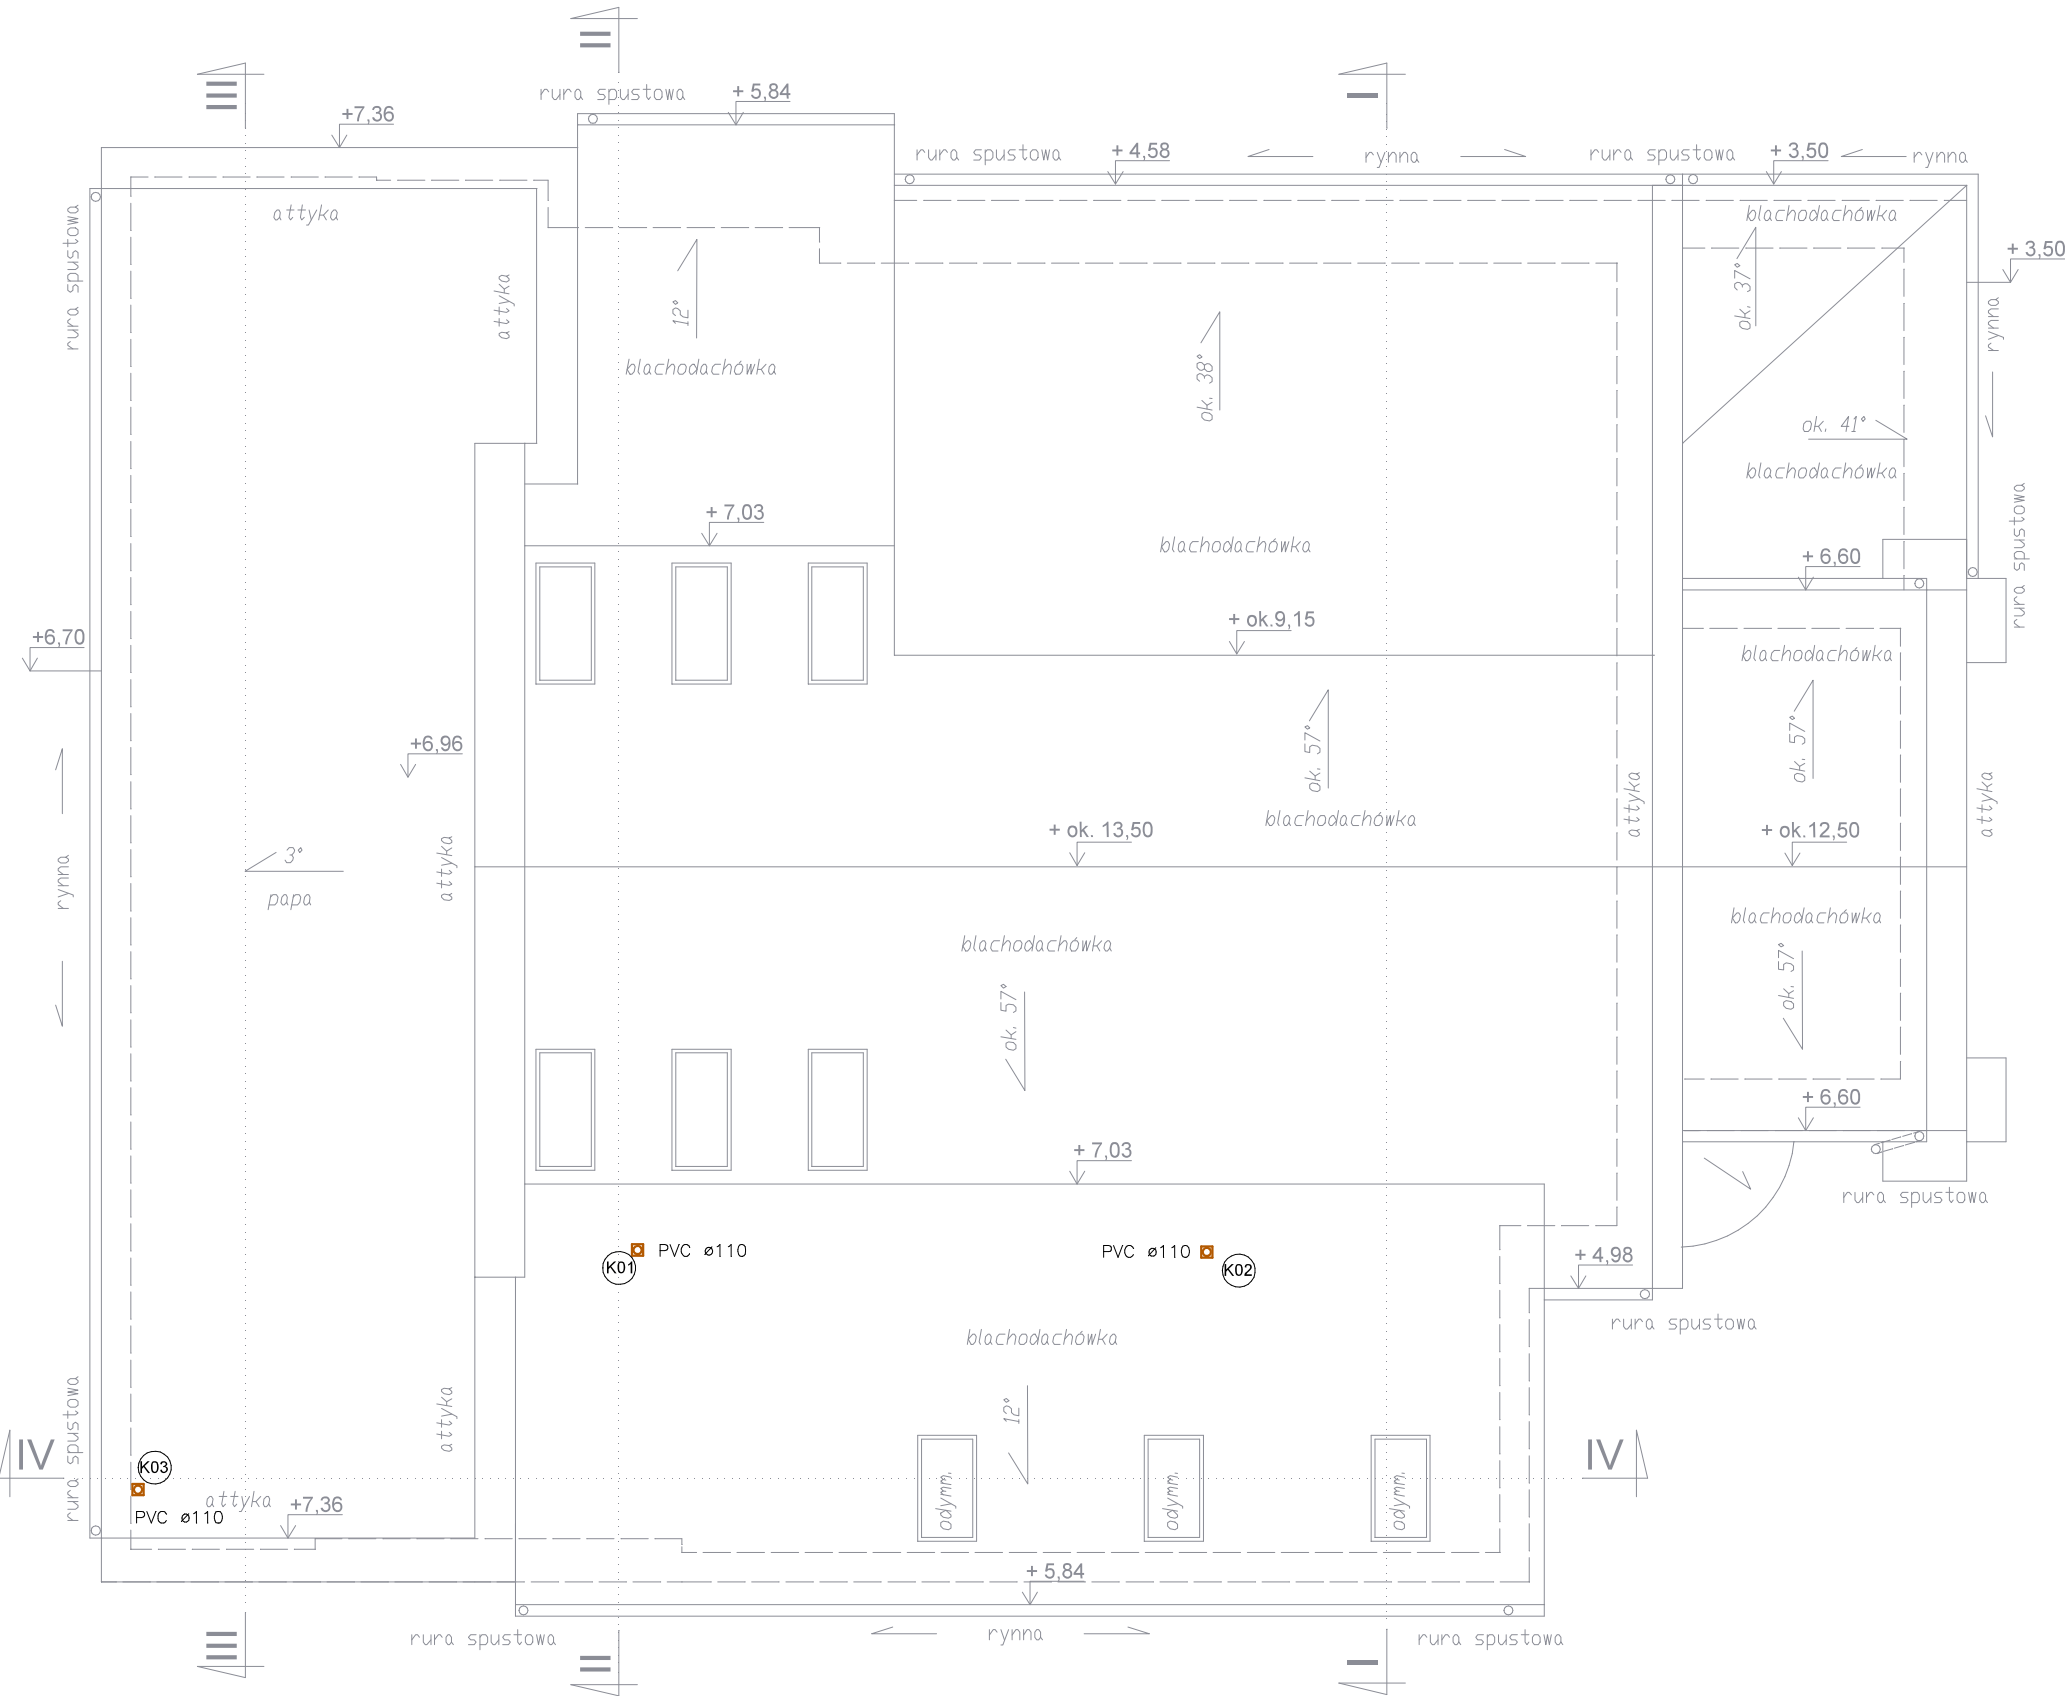 II
III
I
rura spustowa
+ 5,84
+7,36
rura spustowa
+ 4,58
rynna
rura spustowa
+ 3,50
rynna
attyka
blachodachówka
rura spustowa
+ 3,50
attyka
12°
ok. 37°
rynna
blachodachówka
ok. 38°
ok. 41°
blachodachówka
+ 7,03
blachodachówka
rura spustowa
+ 6,60
+ ok.9,15
+6,70
blachodachówka
+6,96
ok. 57°
ok. 57°
blachodachówka
attyka
attyka
+ ok. 13,50
+ ok.12,50
3°
attyka
rynna
papa
blachodachówka
blachodachówka
ok. 57°
ok. 57°
+ 6,60
+ 7,03
rura spustowa
PVC ø110
K01
PVC ø110
K02
+ 4,98
rura spustowa
blachodachówka
12°
attyka
rura spustowa
IV
IV
K03
odymm.
odymm.
odymm.
attyka
+7,36
PVC ø110
+ 5,84
rura spustowa
rynna
rura spustowa
III
II
I